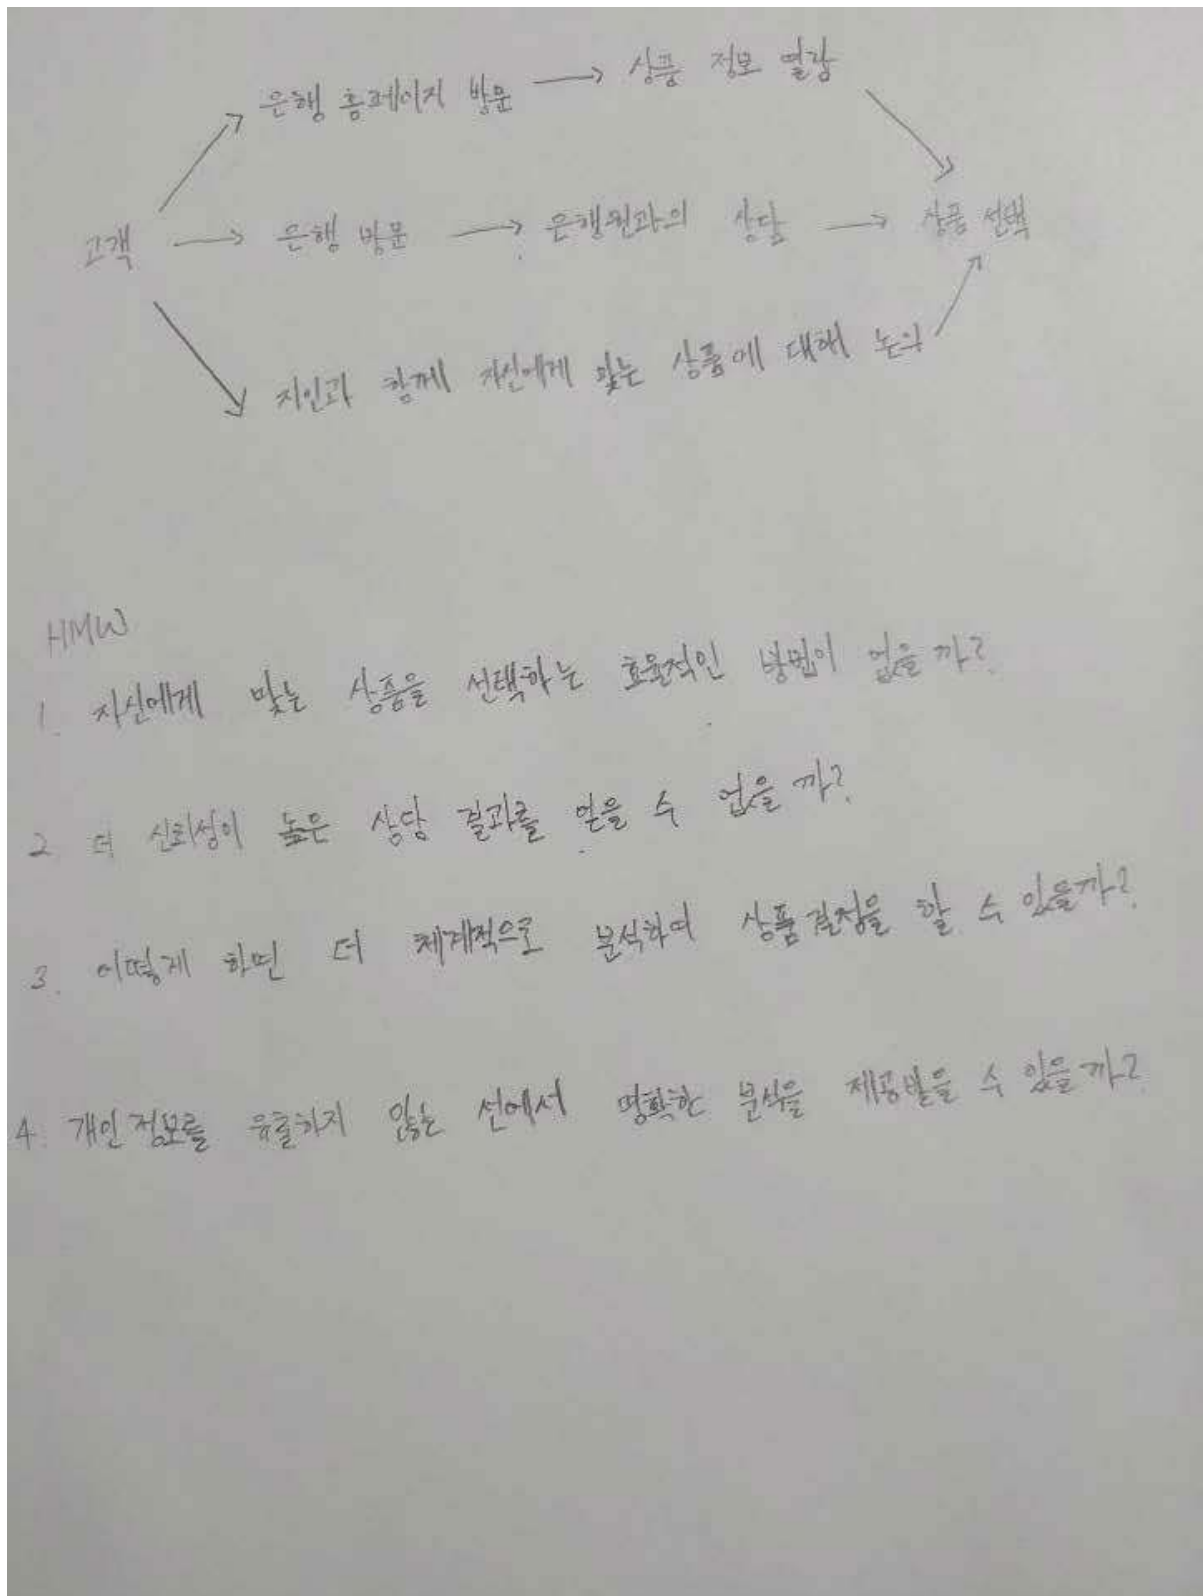 은행 홈페이지 방문 → 상품 정보 열람
고객 → 은행 방문 → 은행원과의 상담 → 상품 선택
지인과 함께 자신에게 맞는 상품에 대해 논의
HMW
1. 자신에게 맞는 상품을 선택하는 효율적인 방법이 없을까?
2. 더 신뢰성이 높은 상담 결과를 얻을 수 없을까?
3. 어떻게 하면 더 체계적으로 분석하여 상품결정을 할 수 있을까?
4. 개인정보를 유출하지 않는 선에서 명확한 분석을 제공받을 수 있을까?